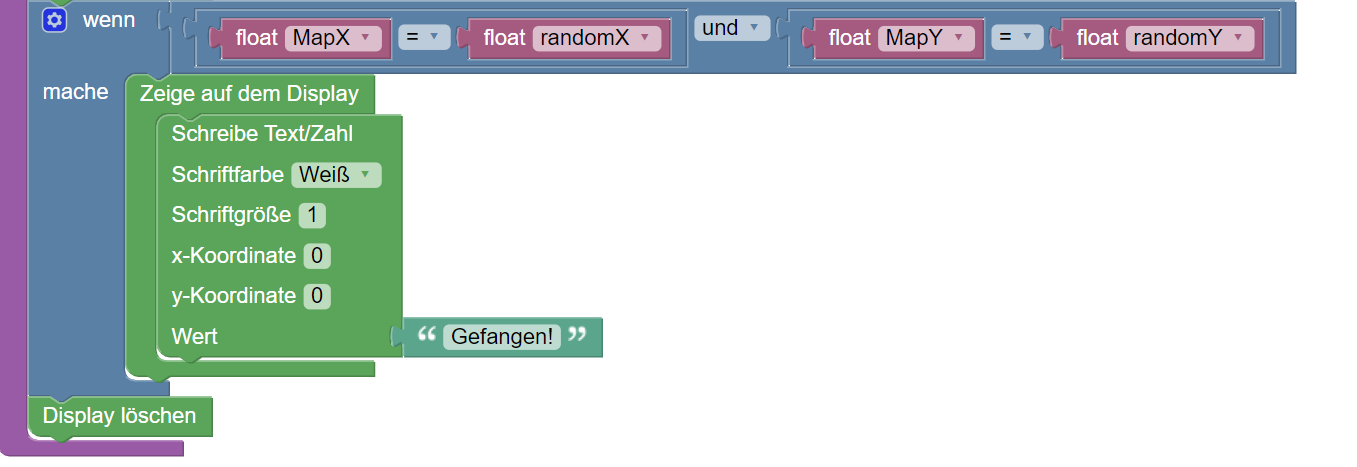 wenn float MapX = float randomX und float MapY = float randomY
mache Zeige auf dem Display
Schreibe Text/Zahl
Schriftfarbe Weiß
Schriftgröße 1
x-Koordinate 0
y-Koordinate 0
Wert “ Gefangen! ”
Display löschen